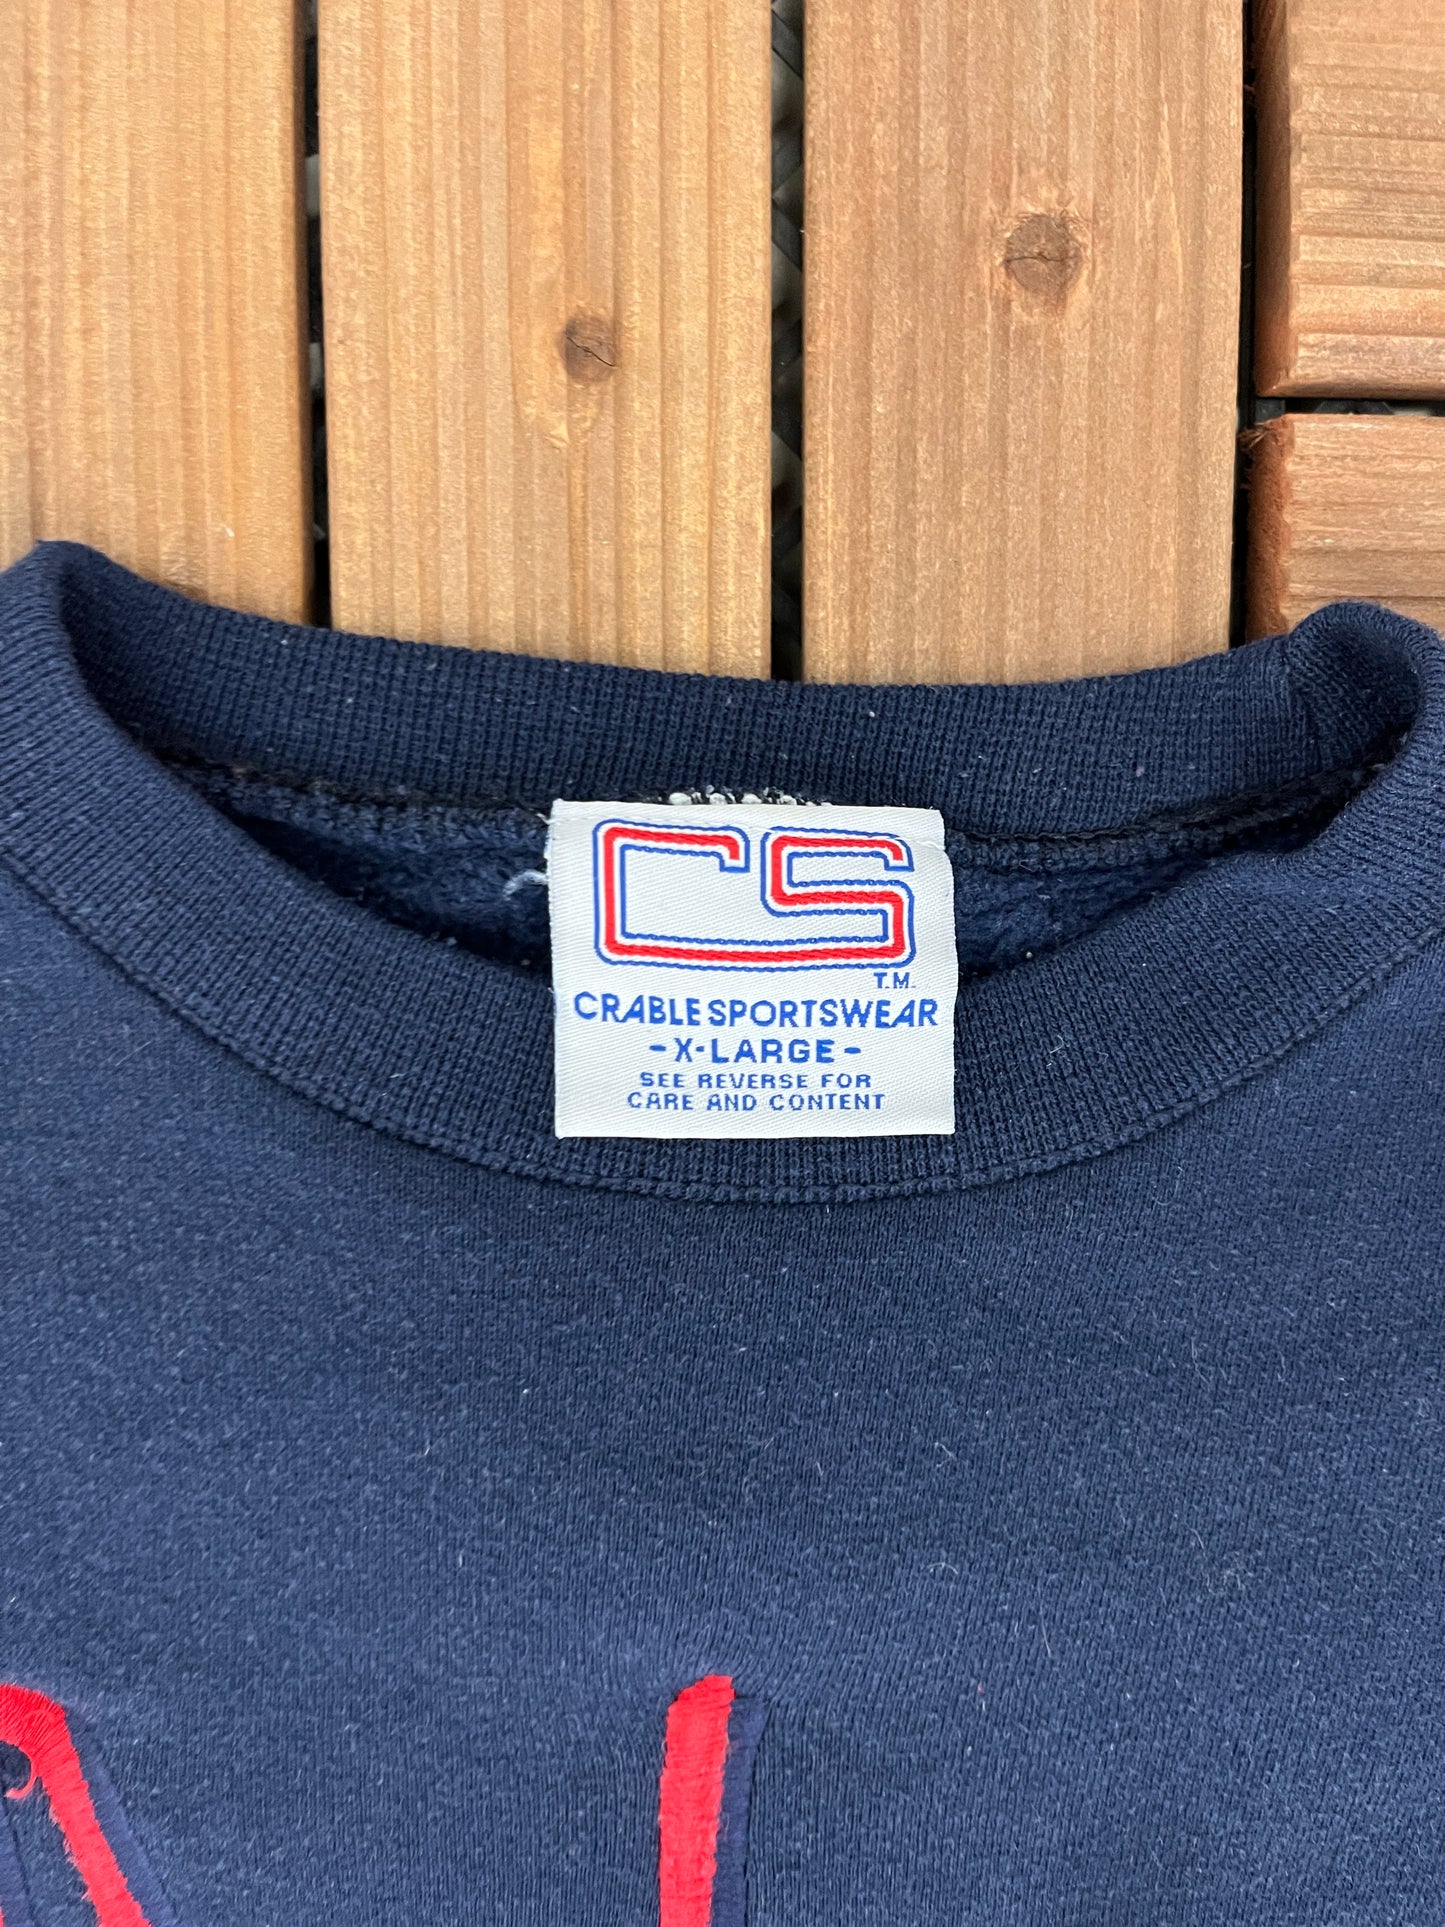 CS
T.M.
CRABLE SPORTSWEAR
- X-LARGE -
SEE REVERSE FOR
CARE AND CONTENT